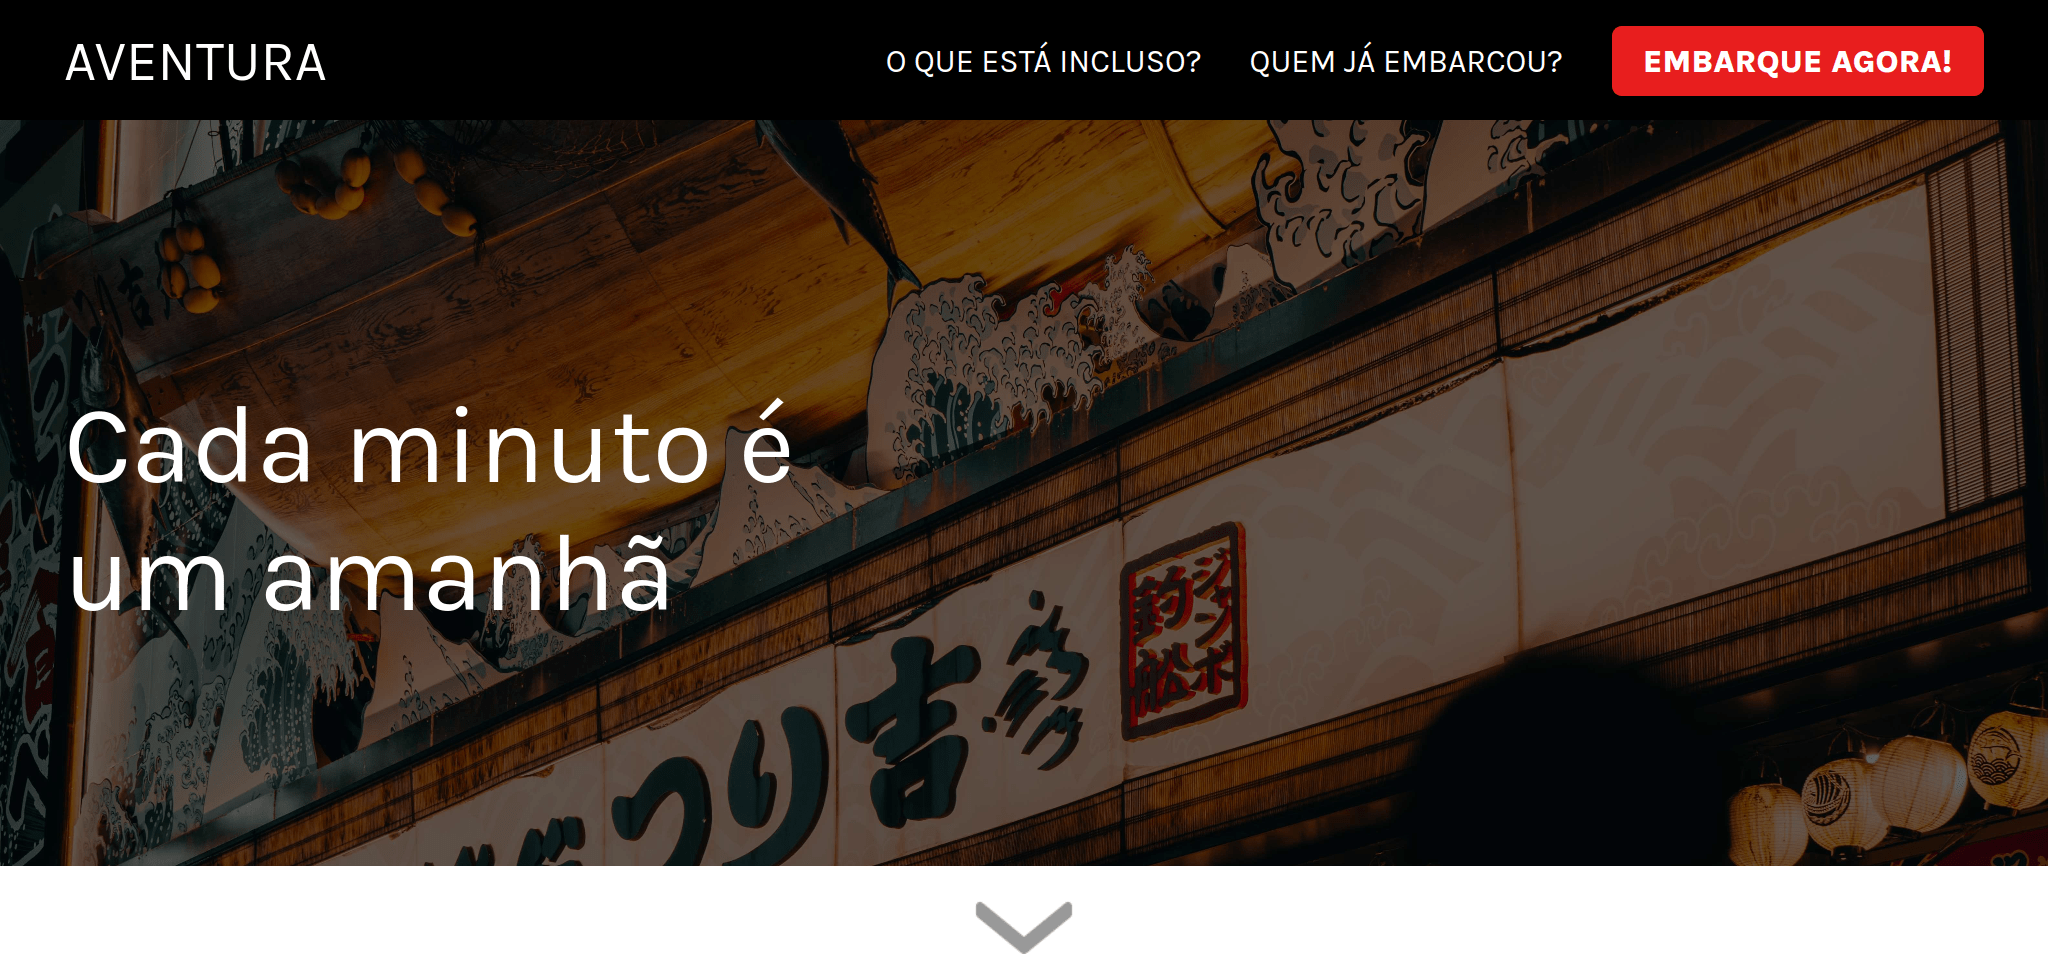 AVENTURA
O QUE ESTÁ INCLUSO?
QUEM JÁ EMBARCOU?
EMBARQUE AGORA!
Cada minuto é
um amanhã
つり吉
ジャンボ
釣船